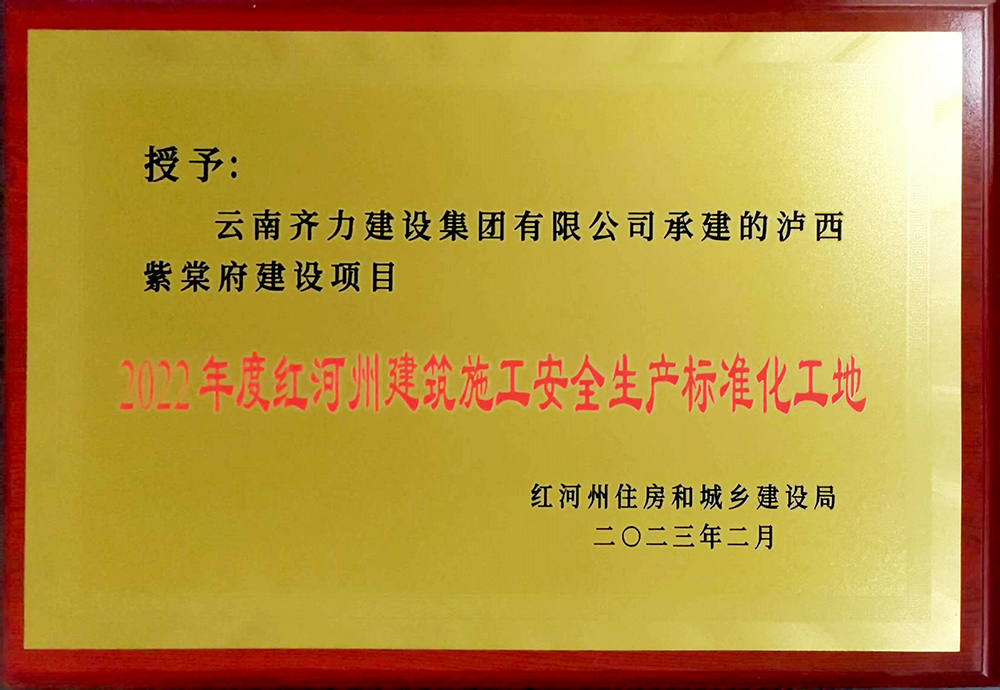 授予:
云南齐力建设集团有限公司承建的泸西
紫棠府建设项目
2022年度红河州建筑施工安全生产标准化工地
红河州住房和城乡建设局
二〇二三年二月